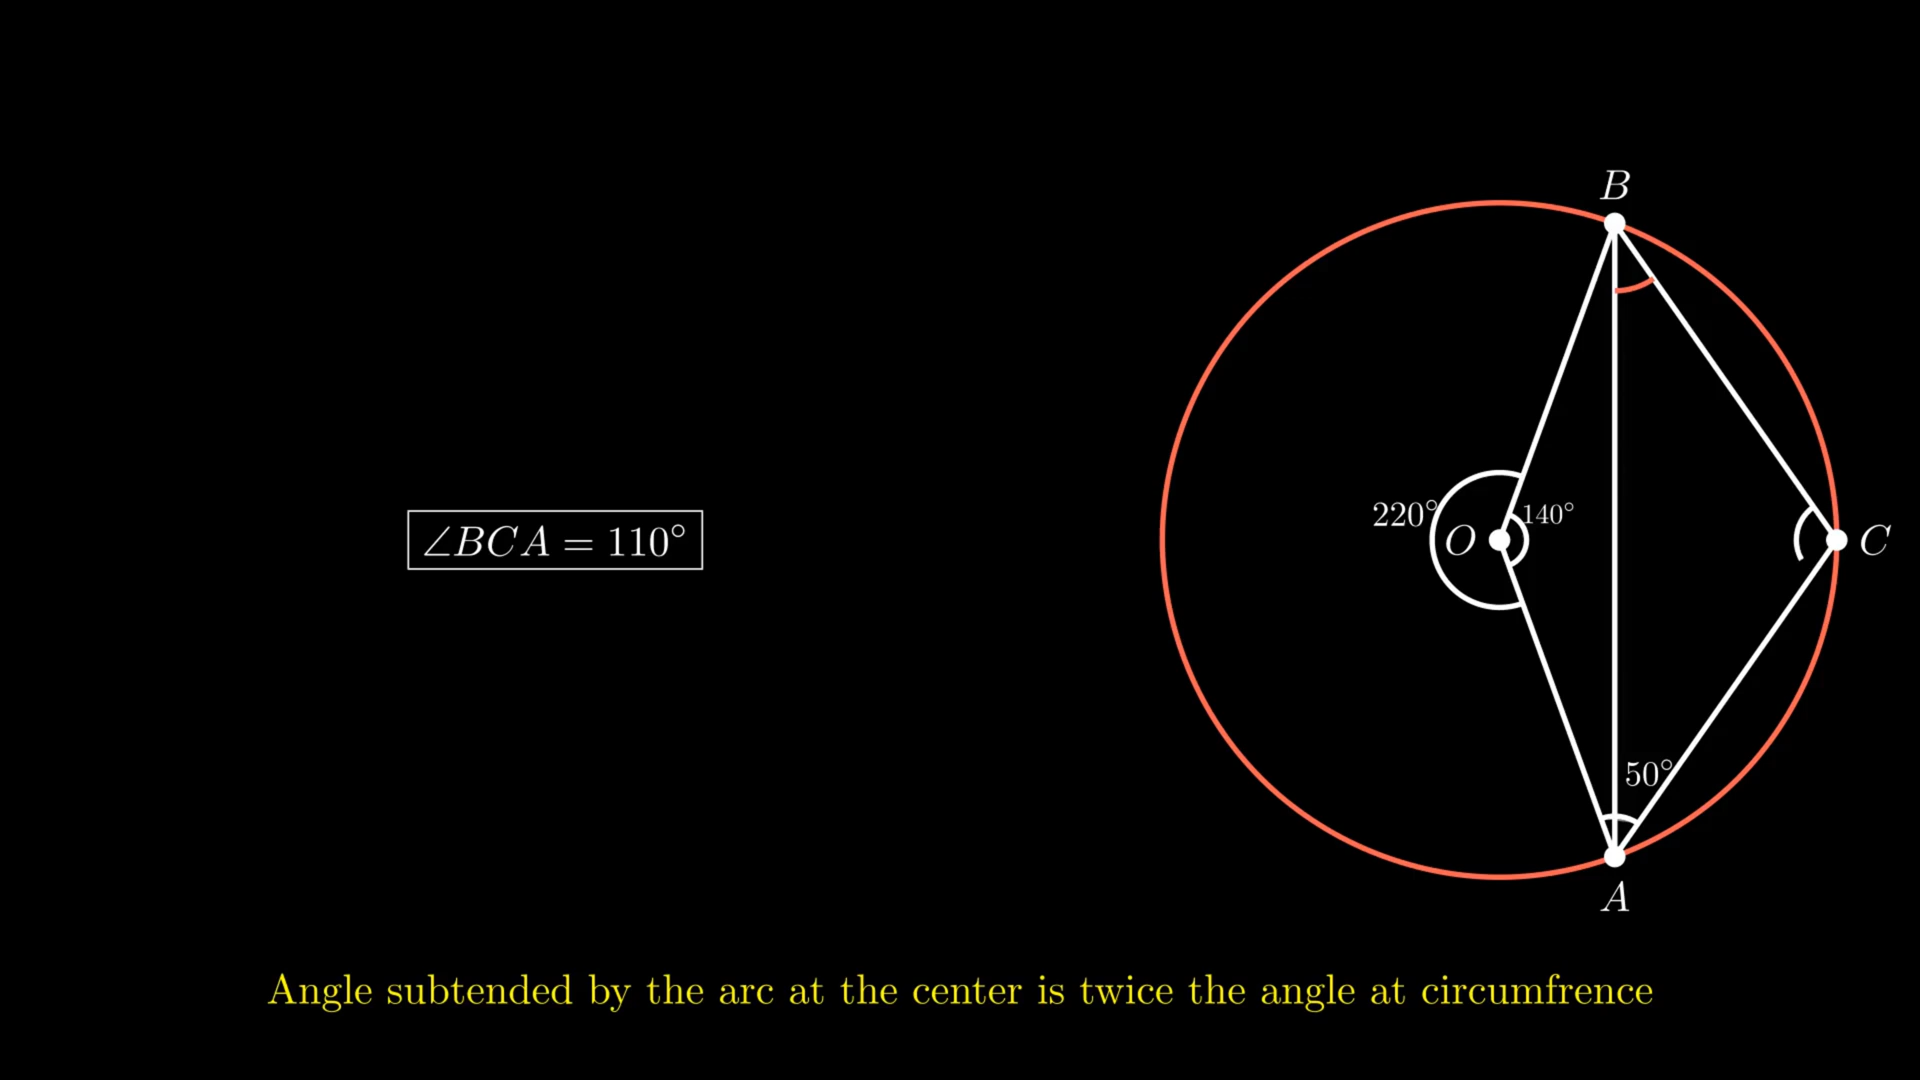 B
220°
140°
O
C
∠BCA = 110°
50°
A
Angle subtended by the arc at the center is twice the angle at circumfrence